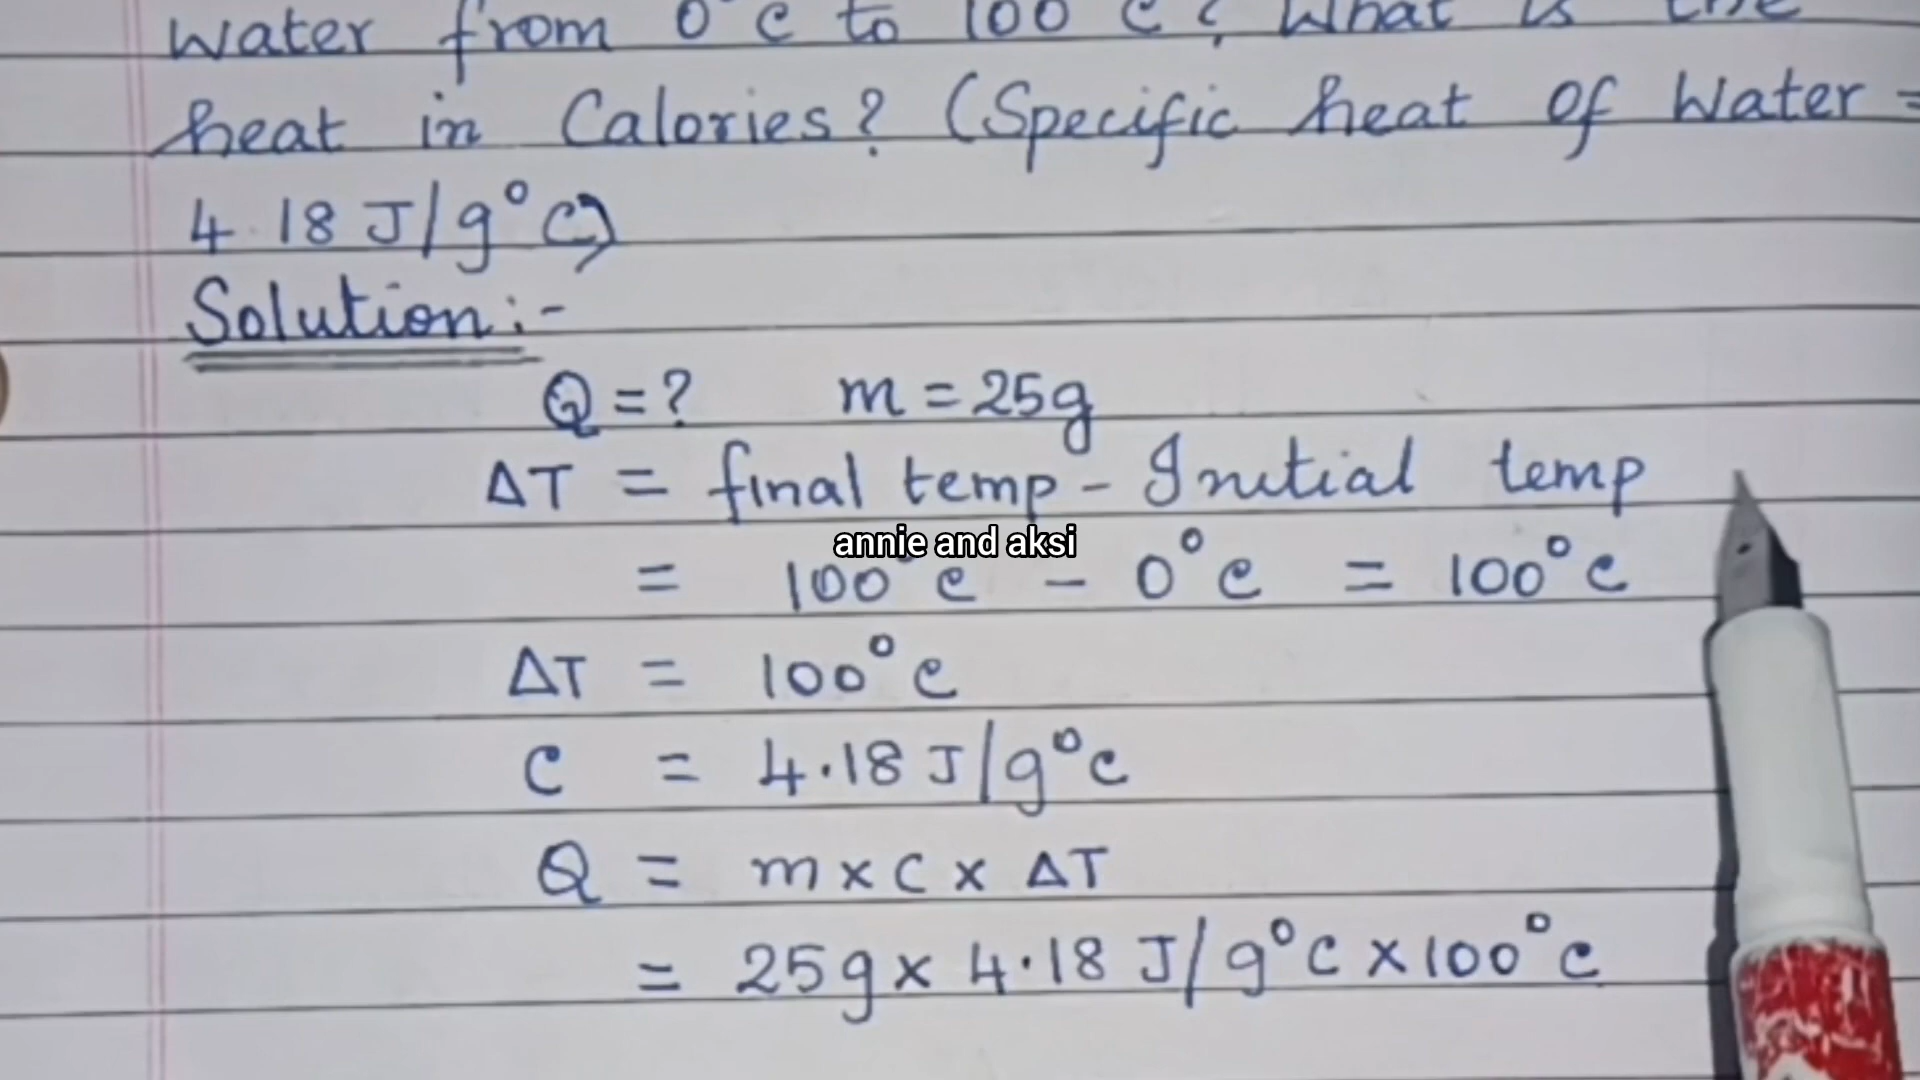 Water from 0°C to 100°C? What is the
heat in Calories? (Specific heat of Water =
4.18 J/g°C)
Solution :-
Q = ? m = 25g
ΔT = final temp - Initial temp
annie and aksi
= 100°C - 0°C = 100°C
ΔT = 100°C
C = 4.18 J/g°C
Q = m x C x ΔT
= 25g x 4.18 J/g°C x 100°C